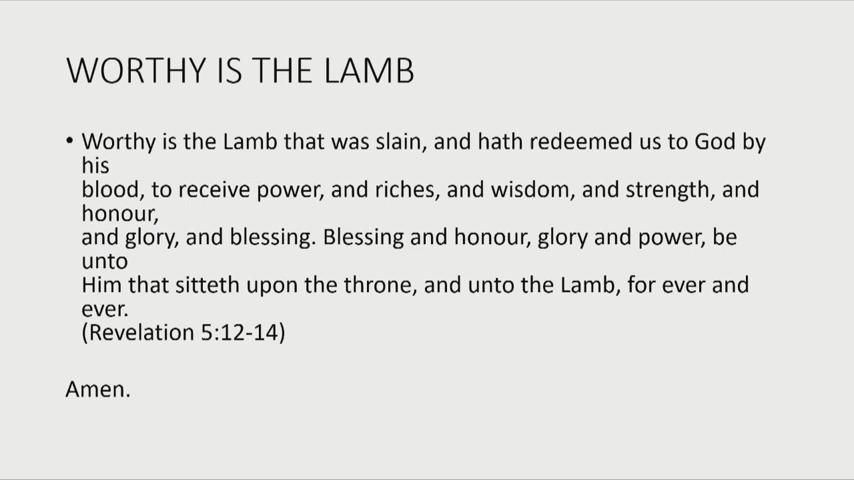 WORTHY IS THE LAMB
• Worthy is the Lamb that was slain, and hath redeemed us to God by
his
blood, to receive power, and riches, and wisdom, and strength, and
honour,
and glory, and blessing. Blessing and honour, glory and power, be
unto
Him that sitteth upon the throne, and unto the Lamb, for ever and
ever.
(Revelation 5:12-14)
Amen.